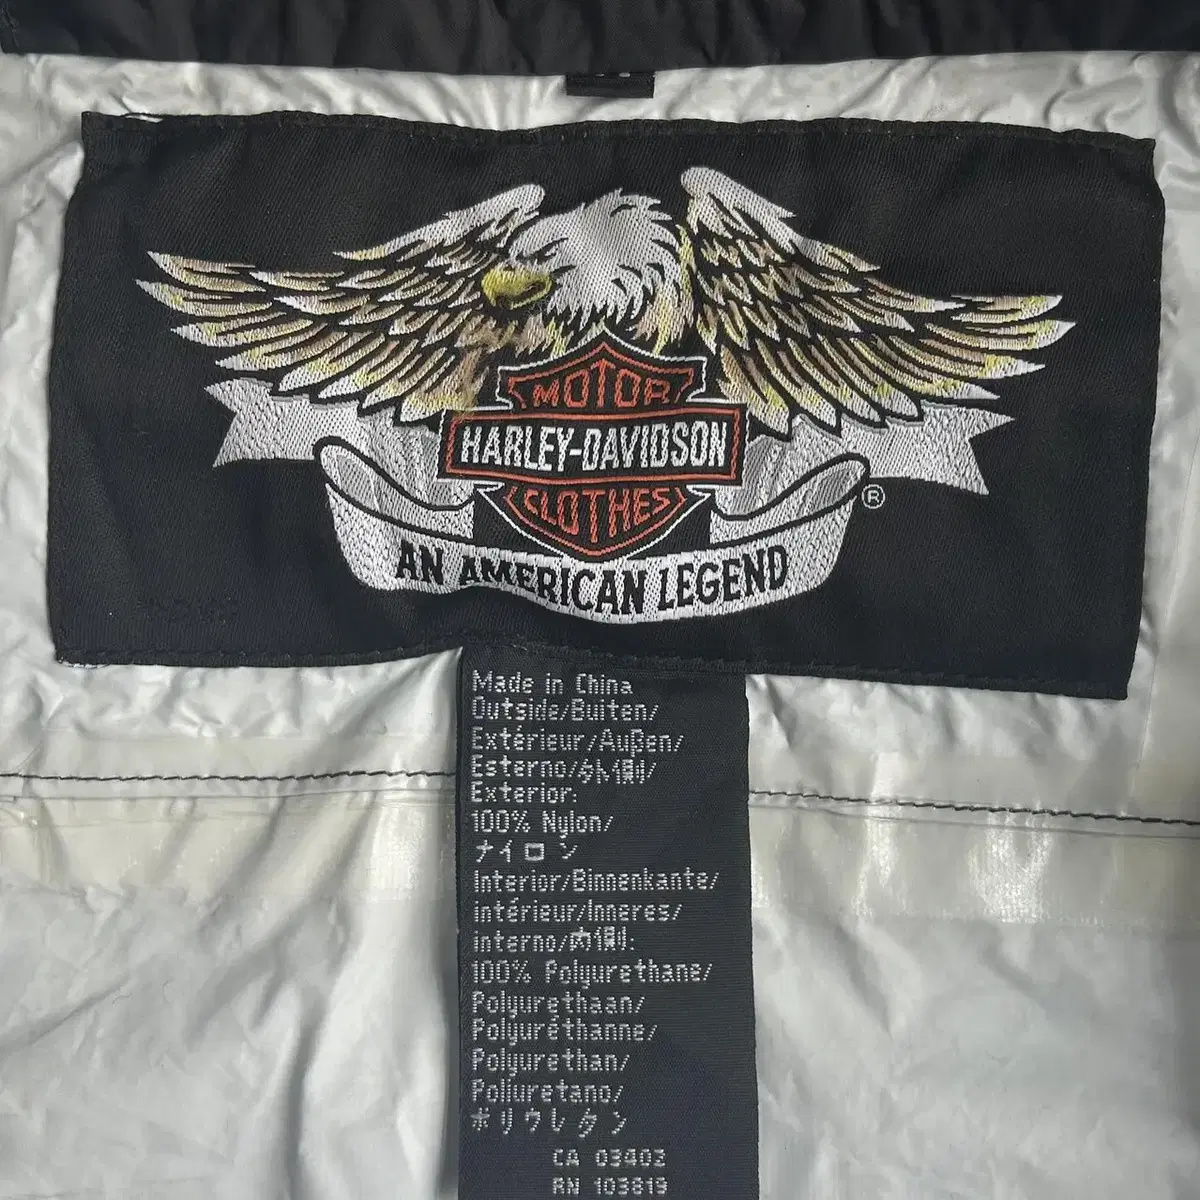 MOTOR
HARLEY-DAVIDSON
CLOTHES
®
AN AMERICAN LEGEND
Made in China
Outside/Buiten/
Extérieur/Außen/
Esterno/外側/
Exterior:
100% Nylon/
ナイロン
Interior/Binnenkante/
intérieur/Inneres/
interno/内側:
100% Polyurethane/
Polyurethaan/
Polyuréthanne/
Polyurethan/
Poliuretano/
ポリウレタン
CA 03402
RN 103819